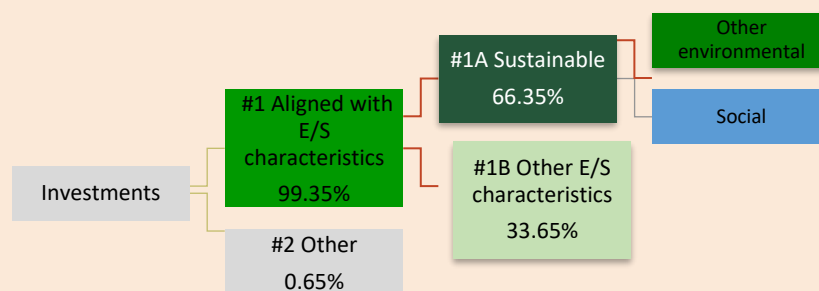 Other
environmental
#1A Sustainable
66.35%
#1 Aligned with
E/S
characteristics
99.35%
Social
#1B Other E/S
characteristics
33.65%
Investments
#2 Other
0.65%